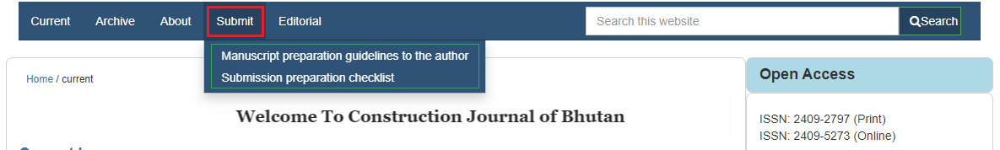 Current Archive About Submit Editorial Search this website Search
Manuscript preparation guidelines to the author
Submission preparation checklist
Home / current
Welcome To Construction Journal of Bhutan
Open Access
ISSN: 2409-2797 (Print)
ISSN: 2409-5273 (Online)